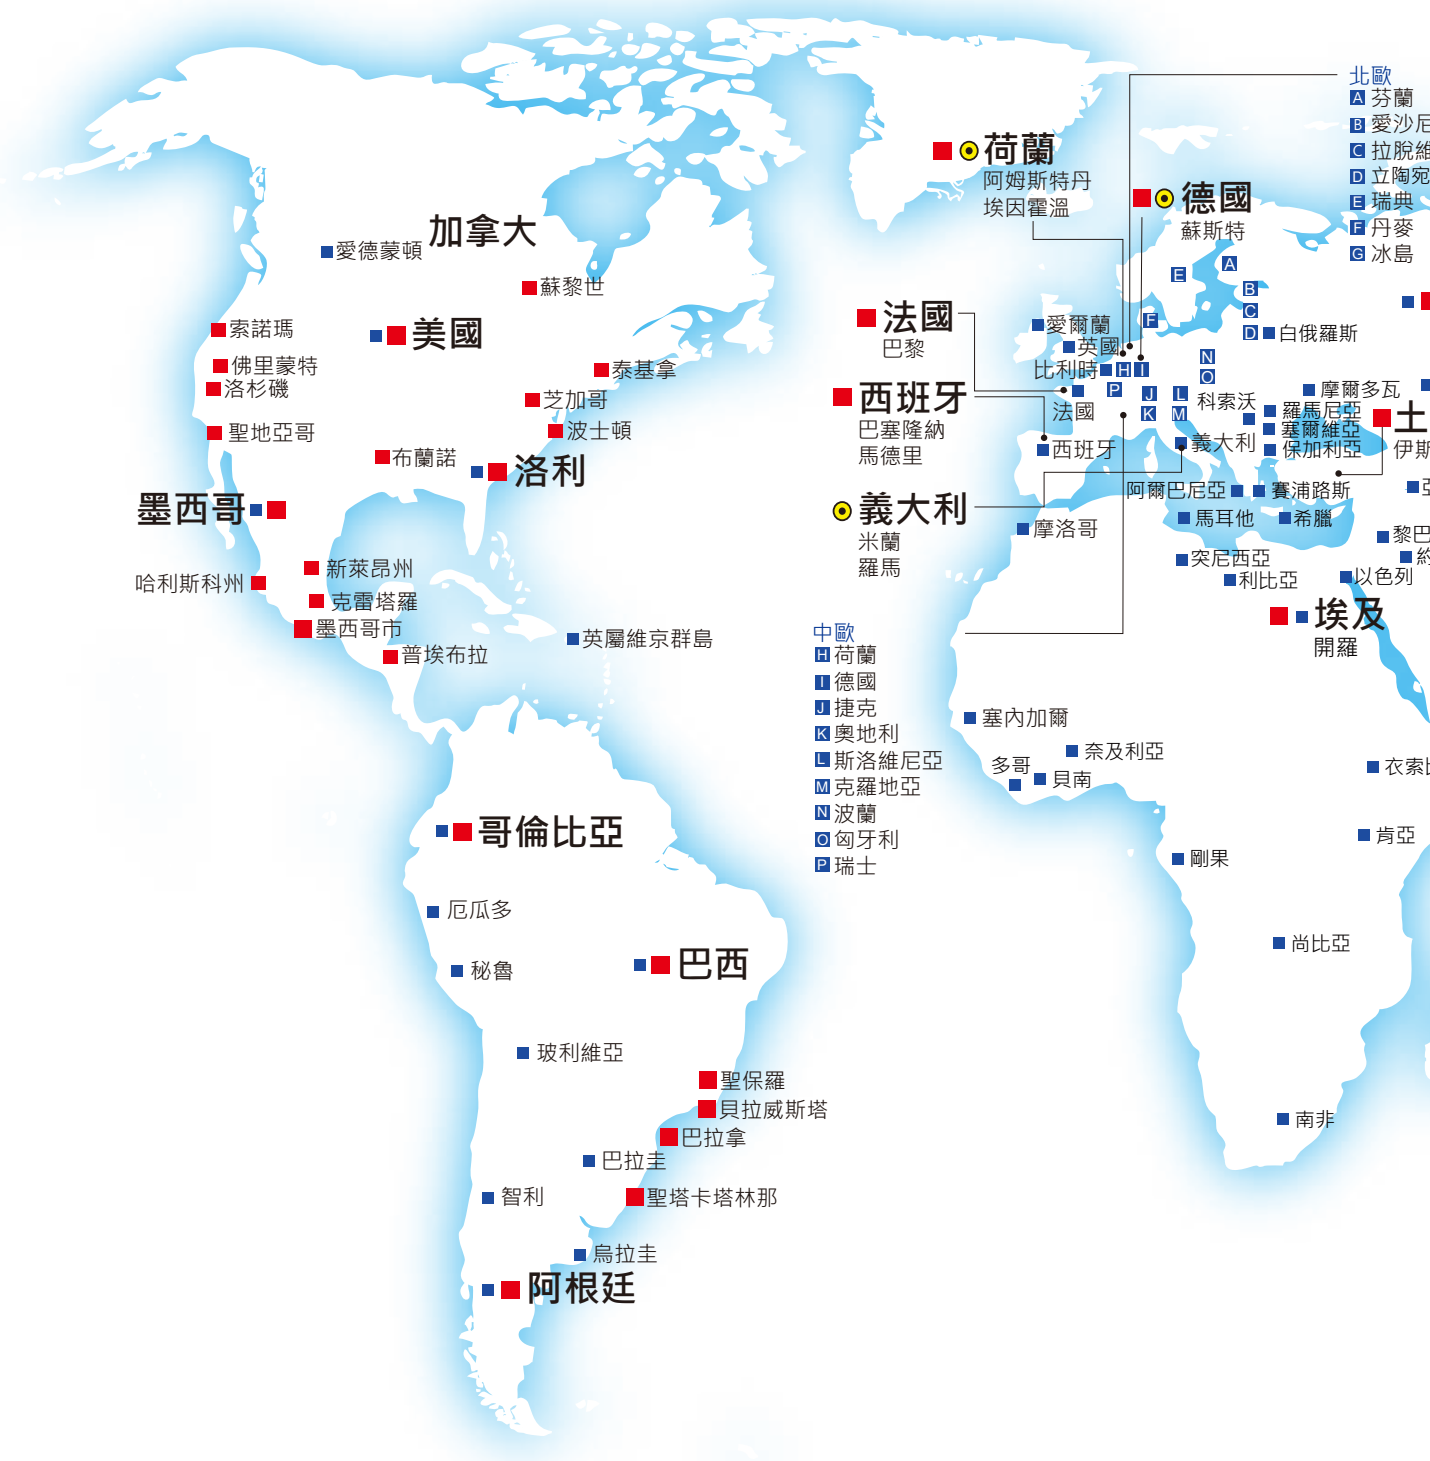 加拿大
愛德蒙頓
蘇黎世
索諾瑪
美國
佛里蒙特
洛杉磯
泰基拿
芝加哥
聖地亞哥
波士頓
布蘭諾
洛利
墨西哥
新萊昂州
哈利斯科州
克雷塔羅
墨西哥市
普埃布拉
英屬維京群島
哥倫比亞
厄瓜多
秘魯
巴西
玻利維亞
聖保羅
貝拉威斯塔
巴拉拿
巴拉圭
智利
聖塔卡塔林那
烏拉圭
阿根廷
荷蘭
阿姆斯特丹
埃因霍溫
德國
蘇斯特
法國
巴黎
西班牙
巴塞隆納
馬德里
義大利
米蘭
羅馬
中歐
H 荷蘭
I 德國
J 捷克
K 奧地利
L 斯洛維尼亞
M 克羅地亞
N 波蘭
O 匈牙利
P 瑞士
北歐
A 芬蘭
B 愛沙尼
C 拉脫維
D 立陶宛
E 瑞典
F 丹麥
G 冰島
E
A
B
C
D 白俄羅斯
F
愛爾蘭
英國
比利時 H I
N
O
P
J
K
L
M
法國
科索沃
摩爾多瓦
羅馬尼亞
塞爾維亞
保加利亞
土
伊斯
西班牙
義大利
阿爾巴尼亞
賽浦路斯
馬耳他
希臘
摩洛哥
突尼西亞
利比亞
以色列
黎巴
埃及
開羅
塞內加爾
奈及利亞
多哥
貝南
衣索
肯亞
剛果
尚比亞
南非